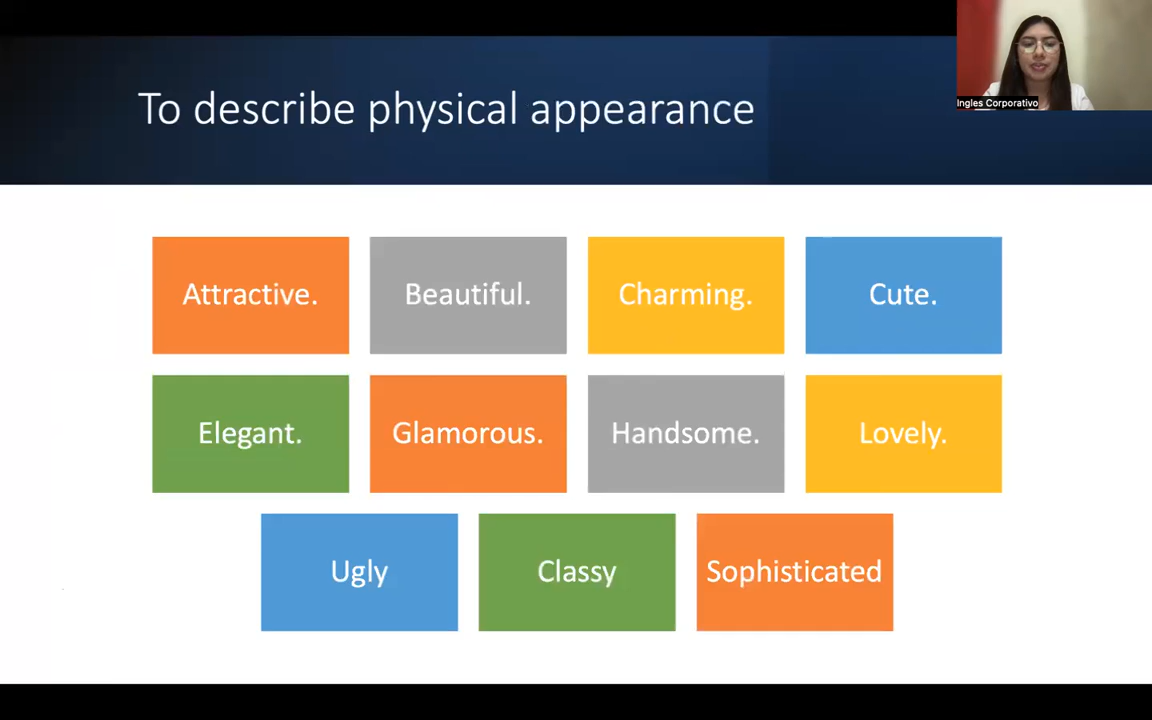 To describe physical appearance
Ingles Corporativo
Attractive.
Beautiful.
Charming.
Cute.
Elegant.
Glamorous.
Handsome.
Lovely.
Ugly
Classy
Sophisticated